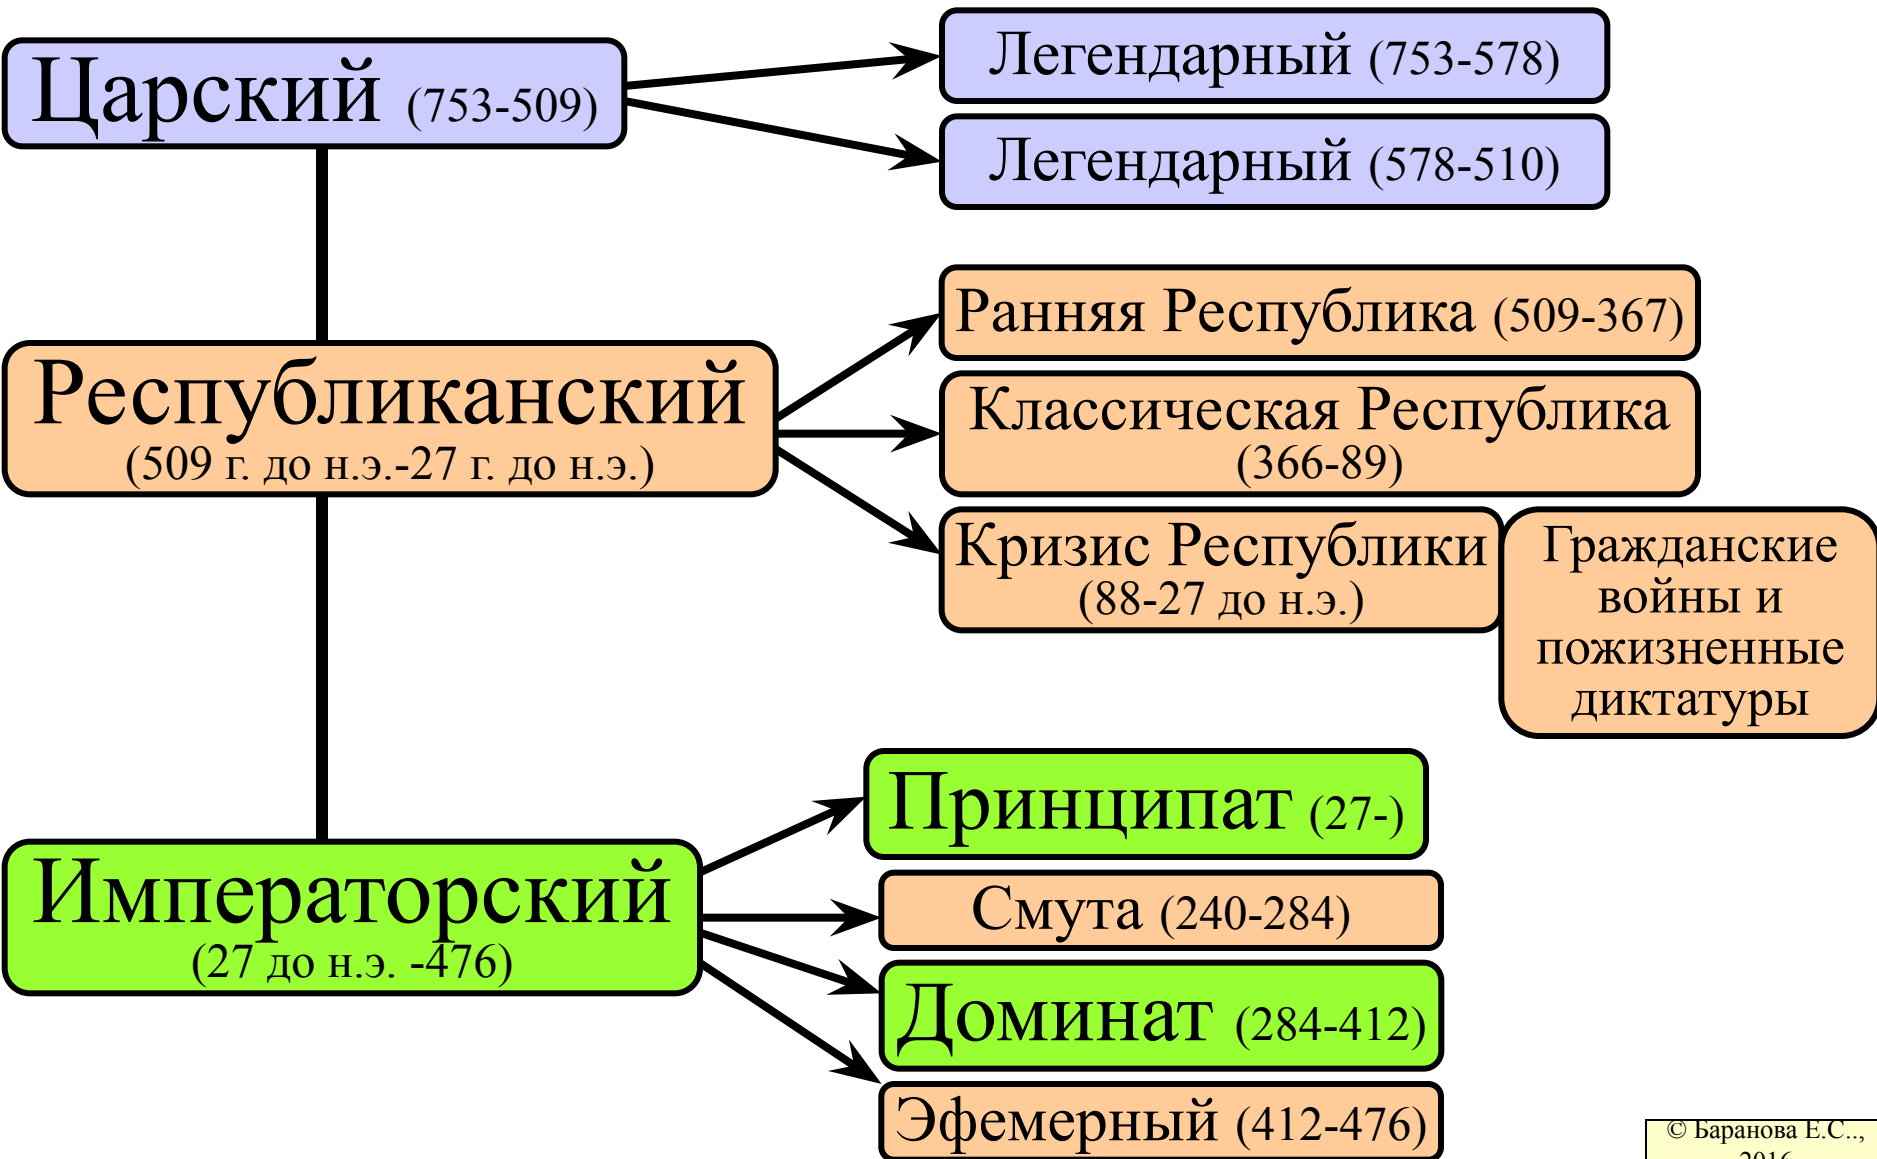 Царский (753-509)
Легендарный (753-578)
Легендарный (578-510)
Республиканский
(509 г. до н.э.-27 г. до н.э.)
Ранняя Республика (509-367)
Классическая Республика
(366-89)
Кризис Республики
(88-27 до н.э.)
Гражданские
войны и
пожизненные
диктатуры
Императорский
(27 до н.э. -476)
Принципат (27-)
Смута (240-284)
Доминат (284-412)
Эфемерный (412-476)
© Баранова Е.С..,
2016